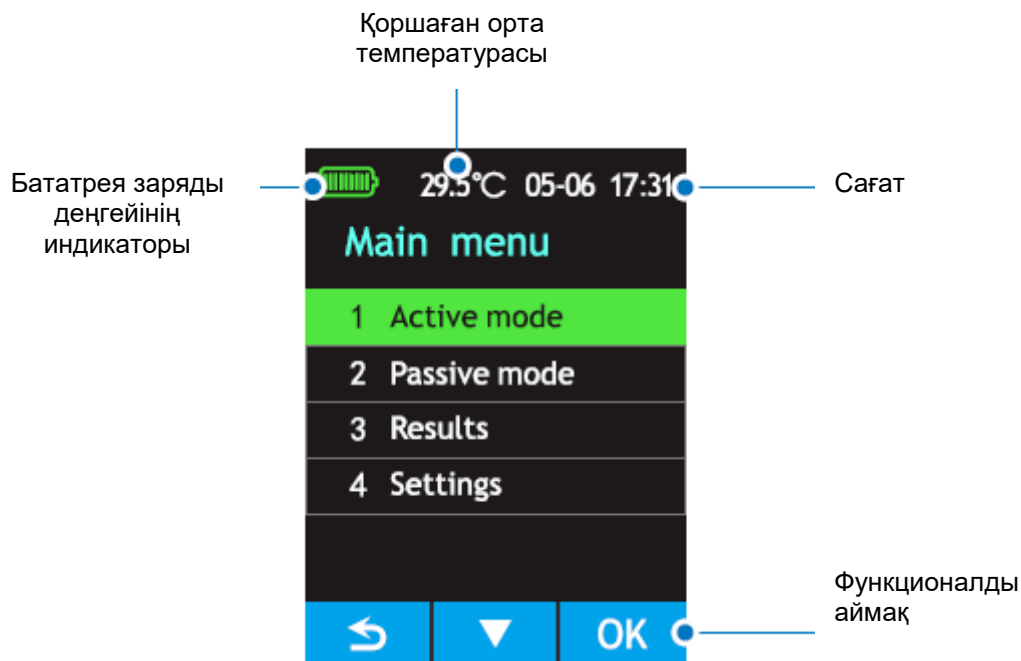 Қоршаған орта
температурасы
Бататрея заряды
деңгейінің
индикаторы
29.5°C 05-06 17:31
Сағат
Main menu
1 Active mode
2 Passive mode
3 Results
4 Settings
Функционалды
аймақ
OK